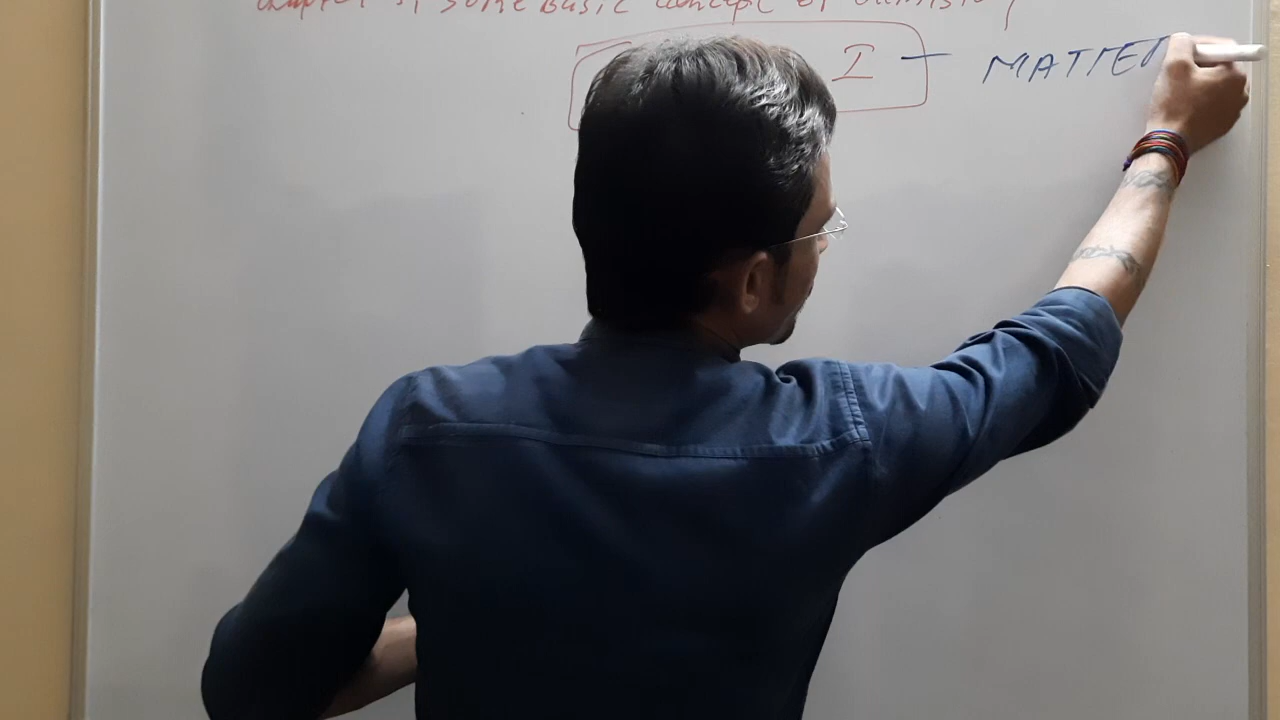 chapter 1, some Basic concept of chemistry
I – MATTER